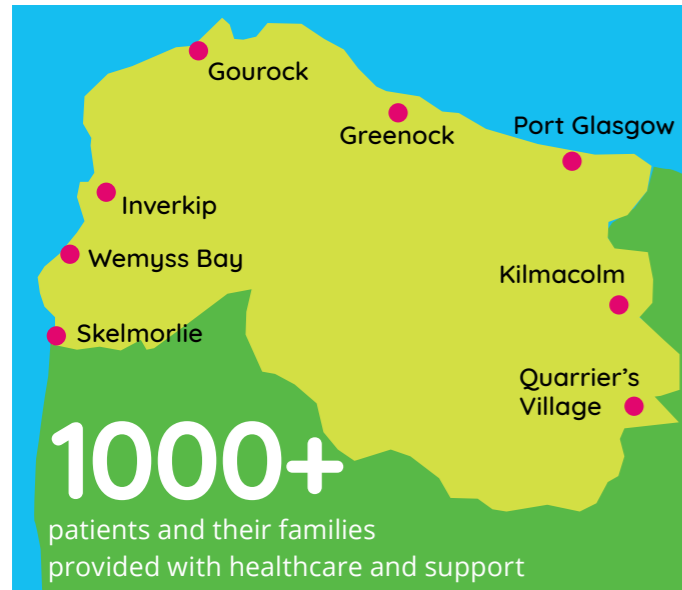 Gourock
Greenock
Port Glasgow
Inverkip
Wemyss Bay
Kilmacolm
Skelmorlie
Quarrier’s
Village
1000+
patients and their families
provided with healthcare and support